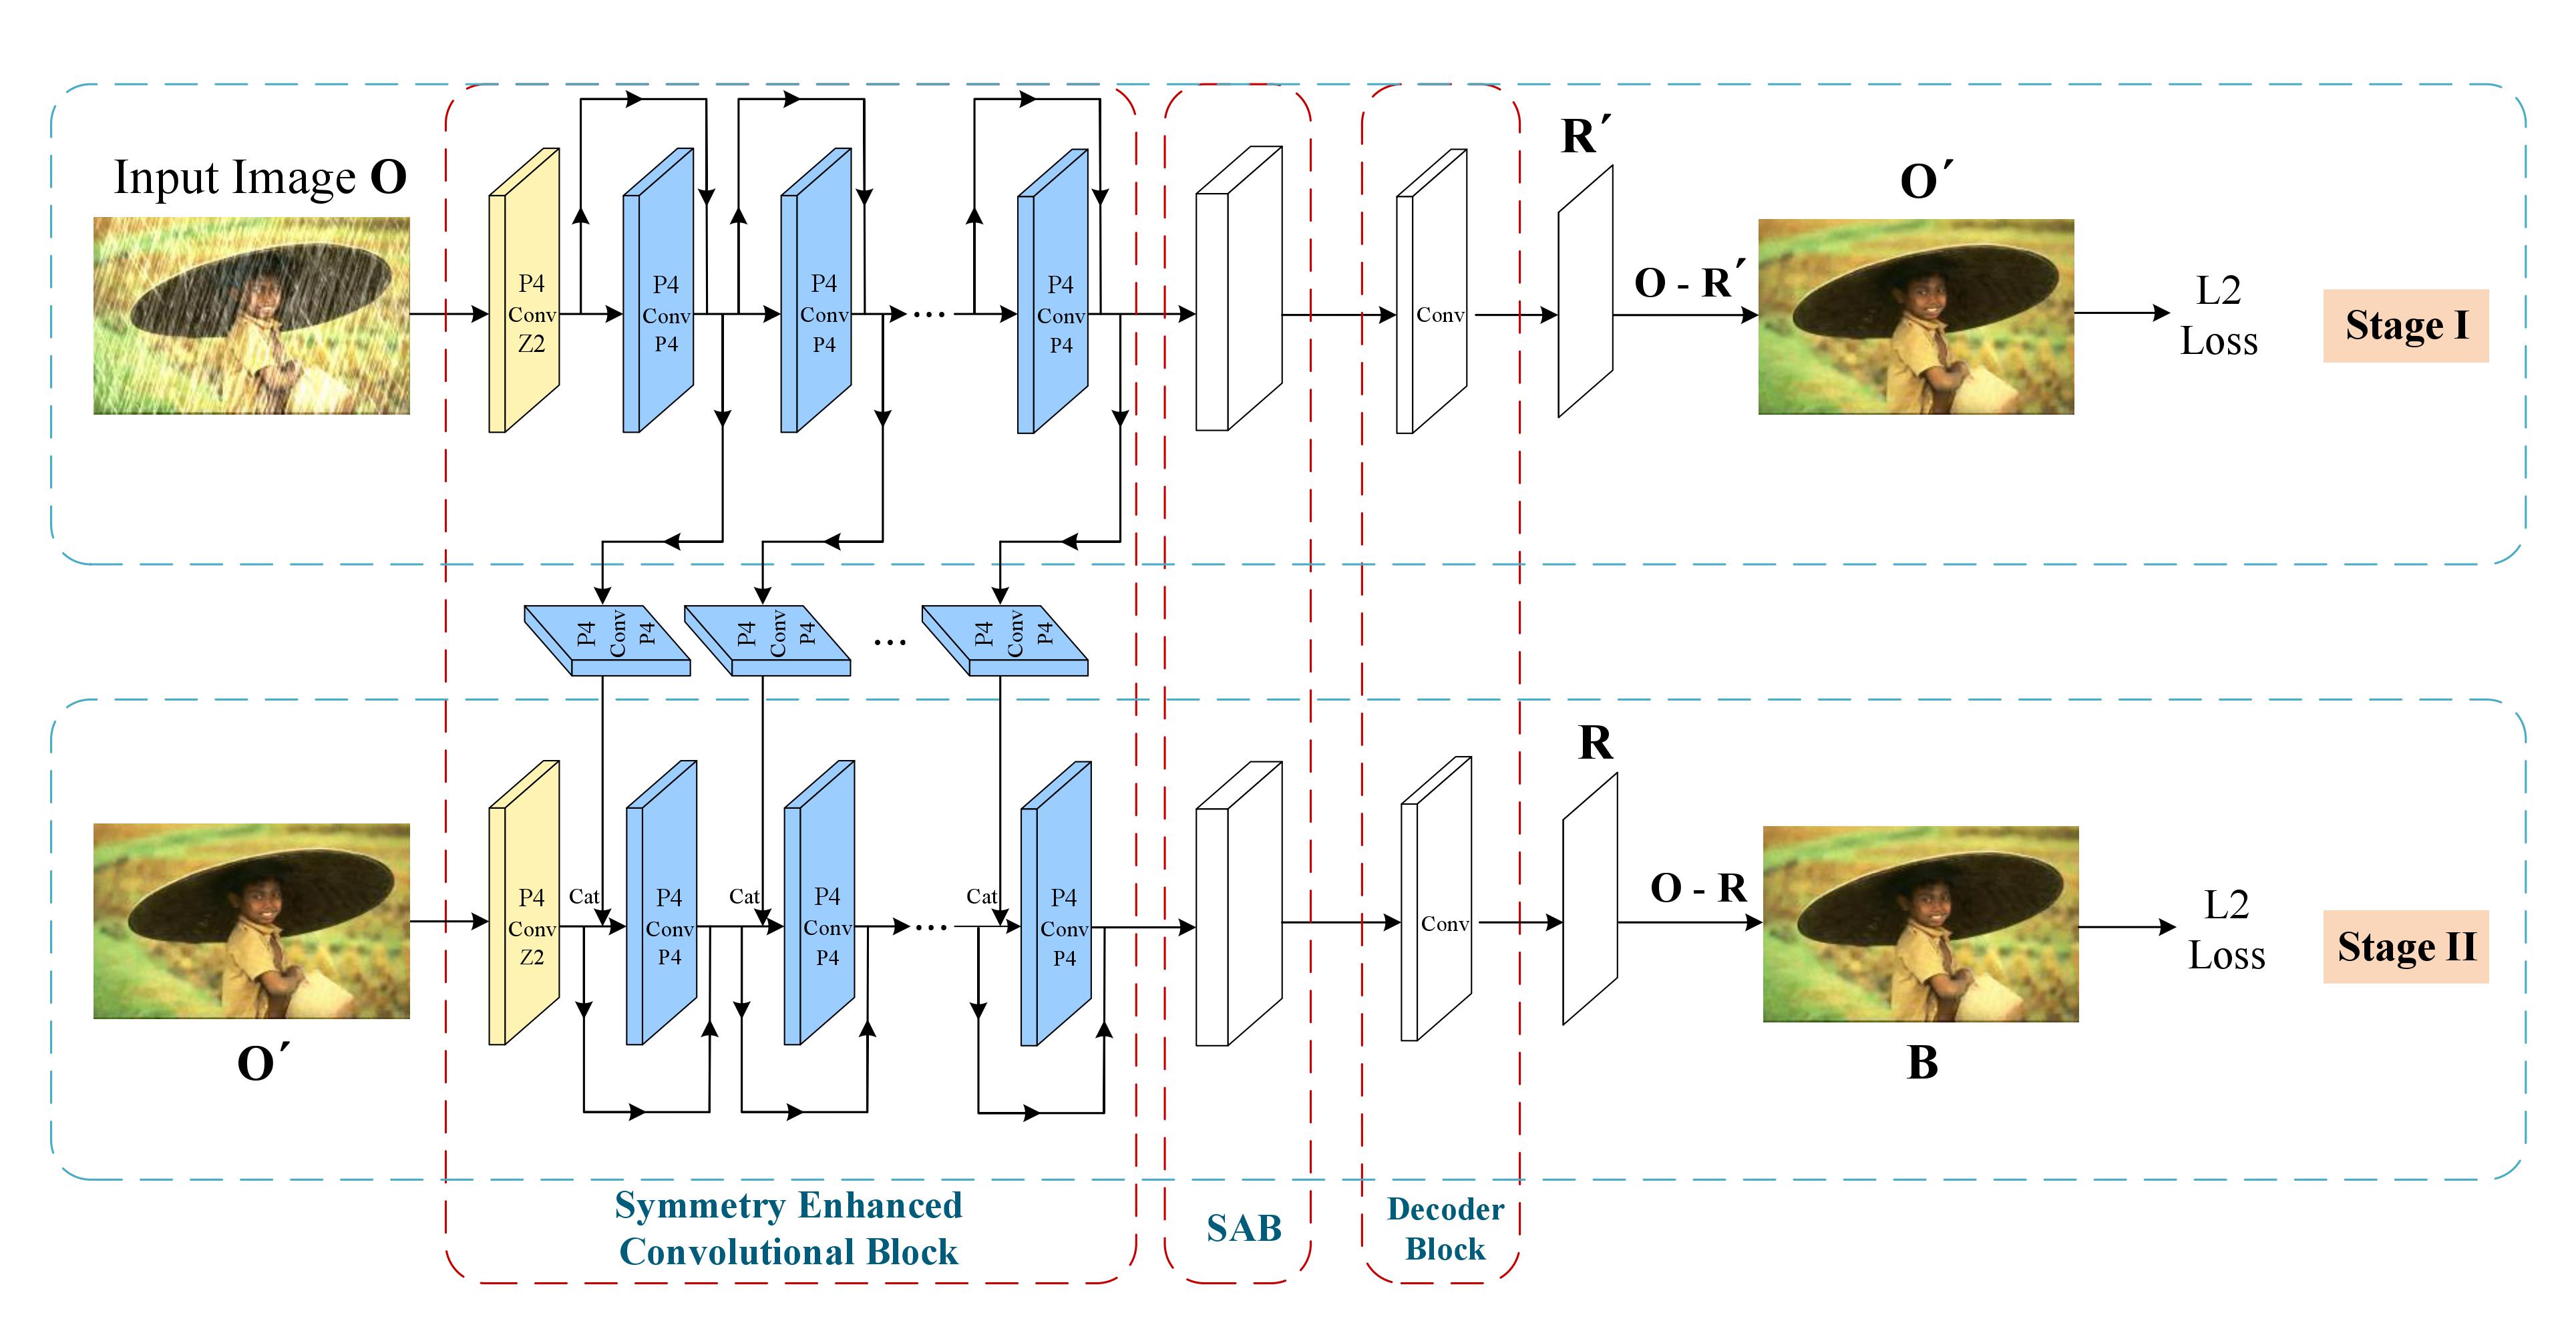 Input Image O
P4
Conv
Z2
P4
Conv
P4
P4
Conv
P4
...
P4
Conv
P4
Conv
R´
O - R´
O´
L2
Loss
Stage I
P4
Conv
P4
P4
Conv
P4
...
P4
Conv
P4
O´
P4
Conv
Z2
Cat
P4
Conv
P4
Cat
P4
Conv
P4
...
Cat
P4
Conv
P4
Conv
R
O - R
B
L2
Loss
Stage II
Symmetry Enhanced
Convolutional Block
SAB
Decoder
Block